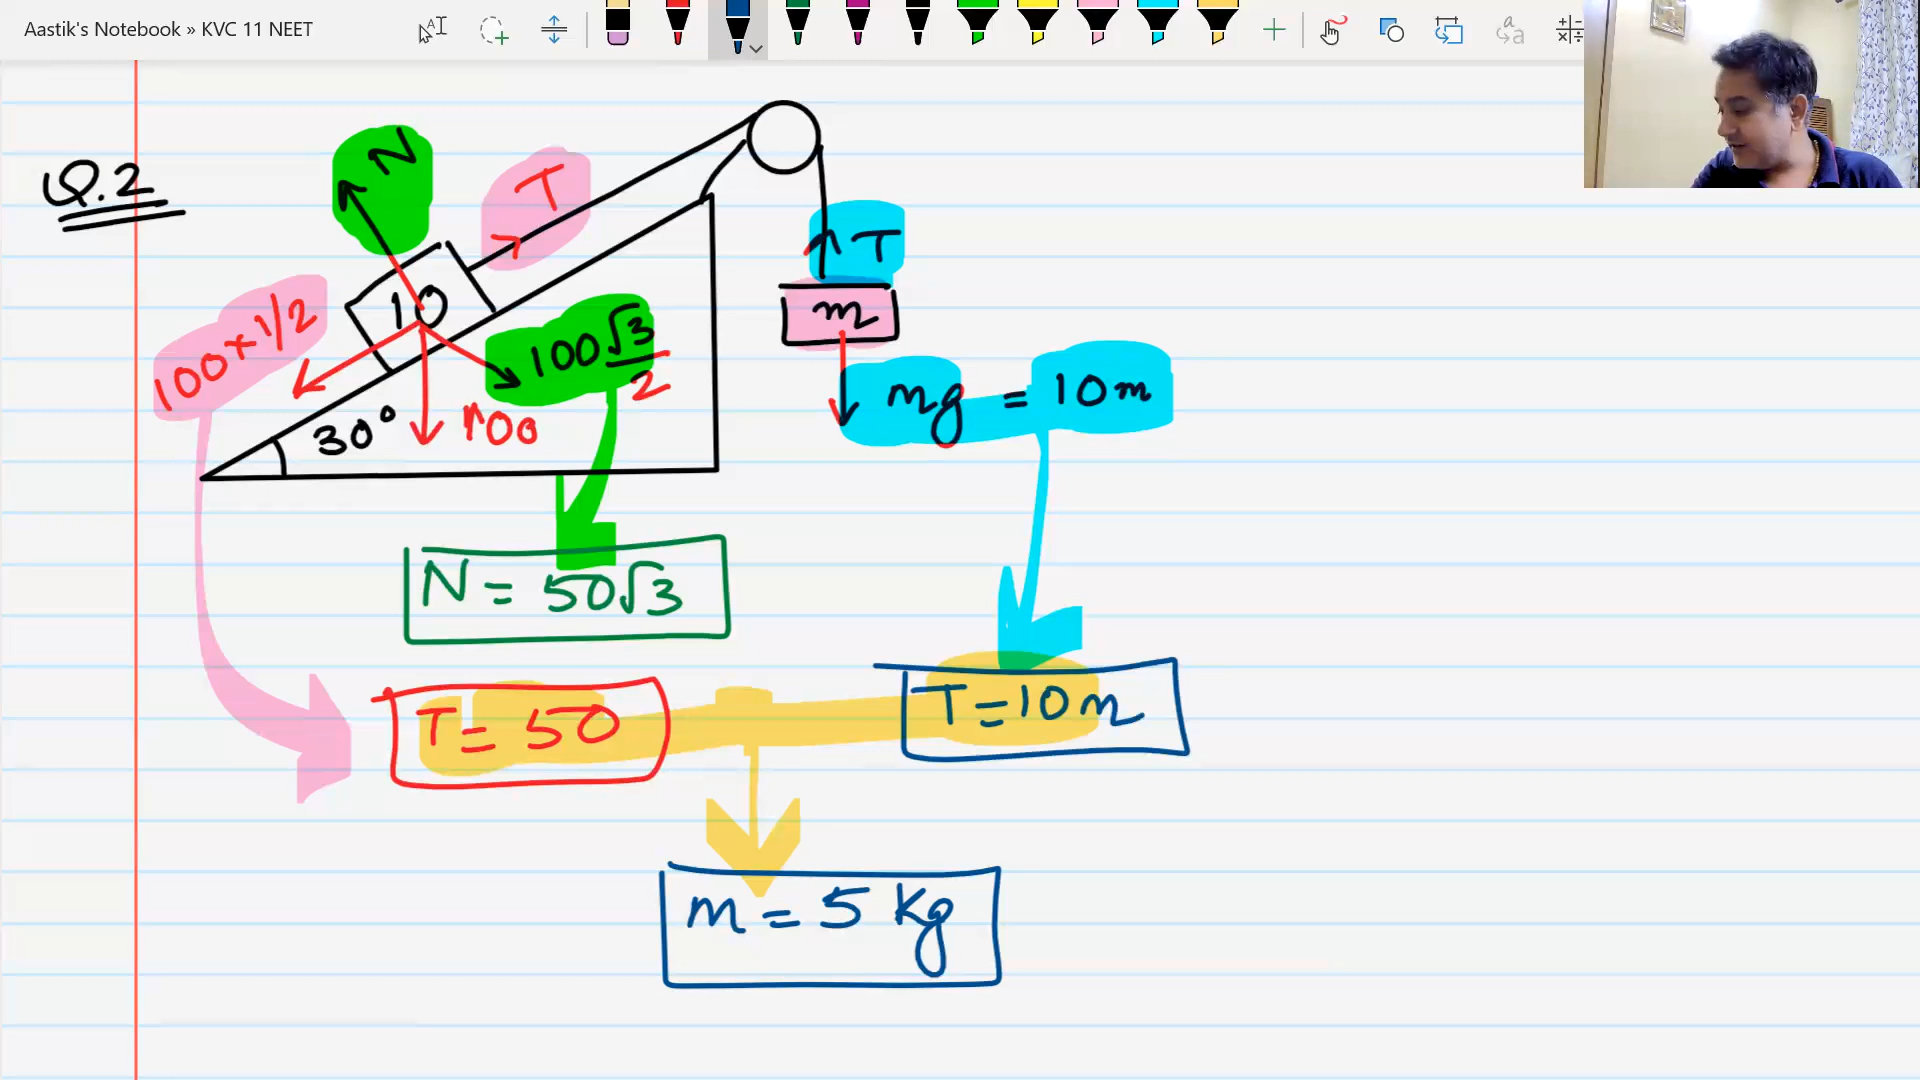 Aastik's Notebook » KVC 11 NEET
Q.2
N
T
T
10
m
100×1/2
100√3/2
mg = 10m
30°
100
N = 50√3
T = 50
T = 10m
m = 5 Kg